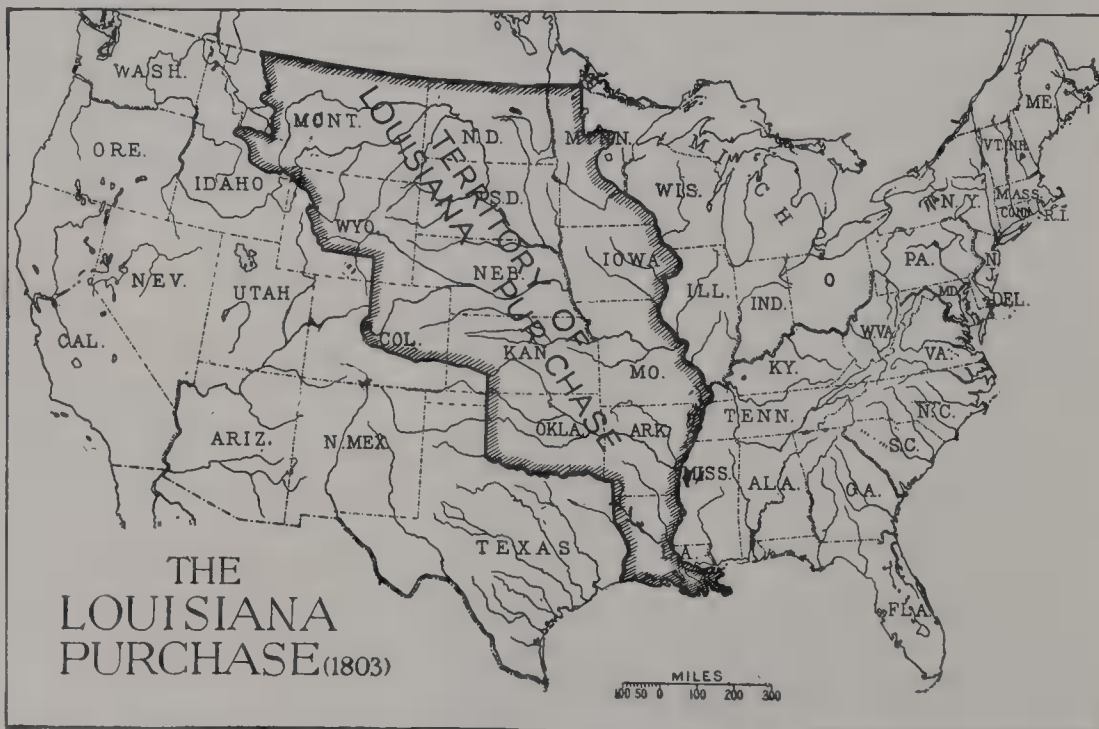 WASH.
MONT.
N.D.
MINN.
ME.
ORE.
IDAHO
S.D.
WIS.
MICH
VT.
N.H.
MASS.
CONN.
R.I.
N.Y.
WYO.
IOWA
NEB.
NEV.
UTAH
CAL.
COL.
KAN
MO.
ILL.
IND.
O
PA.
N.J.
MD.
DEL.
W.VA.
VA.
KY.
TENN.
N.C.
S.C.
ARIZ.
N.MEX.
OKLA.
ARK.
MISS.
ALA.
GA.
TEXAS
FLA.
LOUISIANA
TERRITORY OF
PURCHASE
THE
LOUISIANA
PURCHASE (1803)
MILES
100 50 0 100 200 300